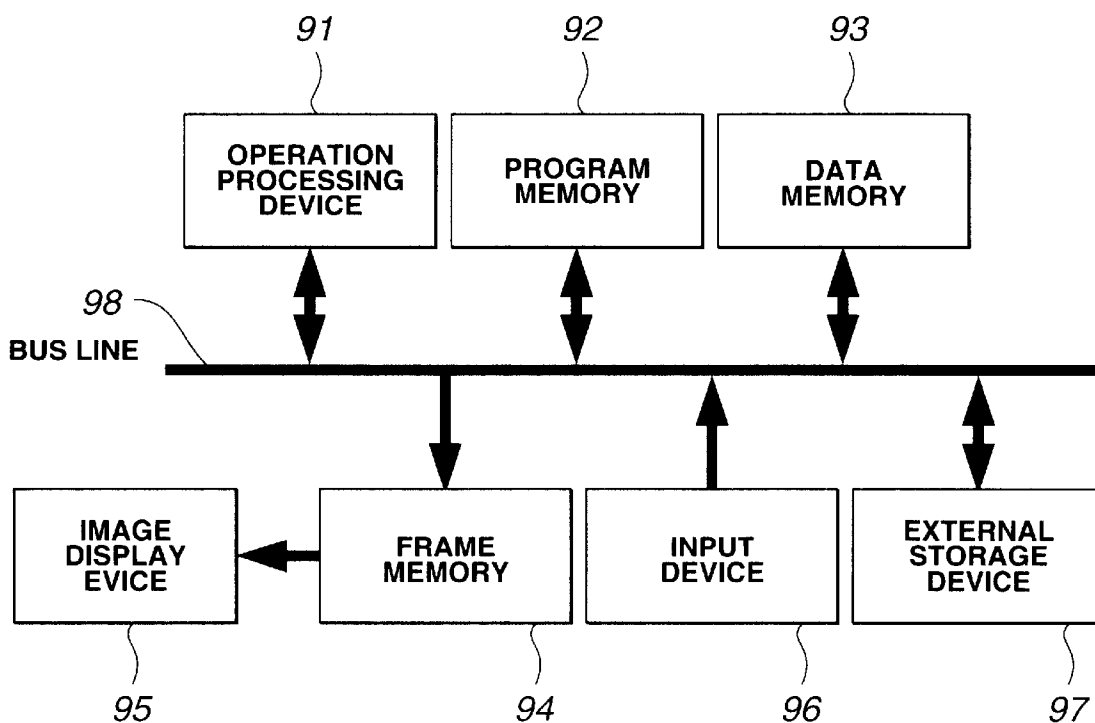 91
92
93
OPERATION
PROCESSING
DEVICE
PROGRAM
MEMORY
DATA
MEMORY
98
BUS LINE
IMAGE
DISPLAY
EVICE
FRAME
MEMORY
INPUT
DEVICE
EXTERNAL
STORAGE
DEVICE
95
94
96
97